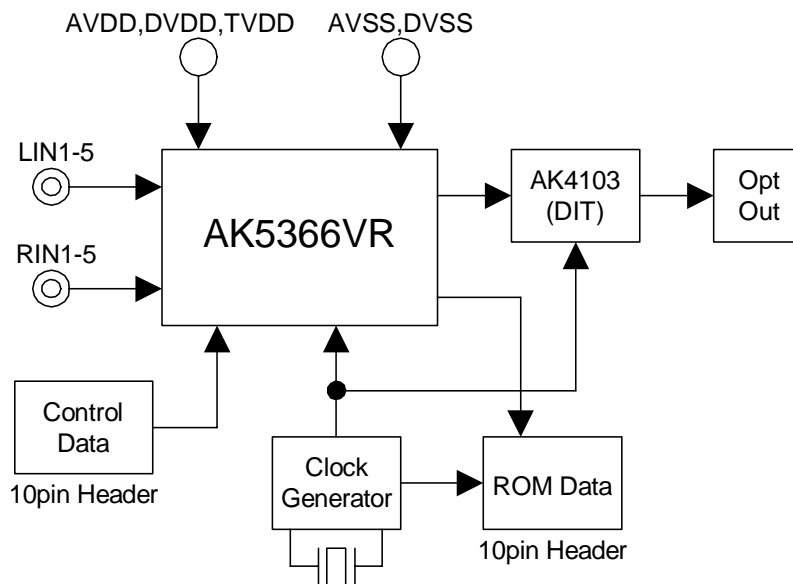 AVDD,DVDD,TVDD
AVSS,DVSS
LIN1-5
RIN1-5
AK5366VR
AK4103
(DIT)
Opt
Out
Control
Data
10pin Header
Clock
Generator
ROM Data
10pin Header